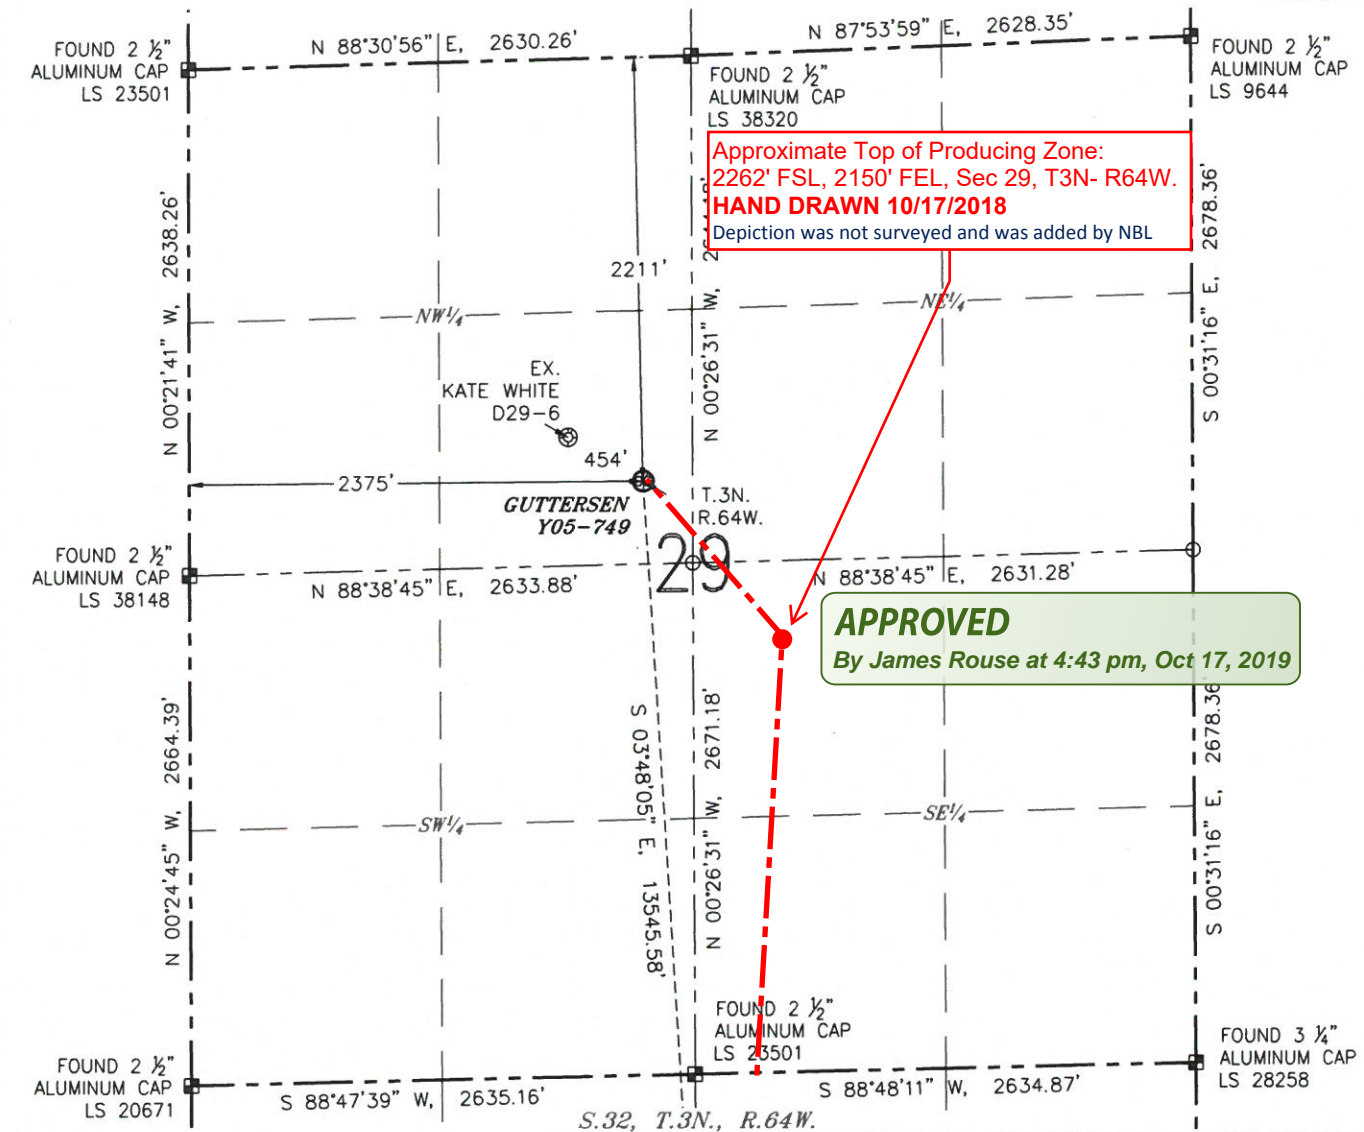 N 88°30'56" E, 2630.26'
N 87°53'59" E, 2628.35'
FOUND 2 ½"
ALUMINUM CAP
LS 23501
FOUND 2 ½"
ALUMINUM CAP
LS 38320
FOUND 2 ½"
ALUMINUM CAP
LS 9644
Approximate Top of Producing Zone:
2262' FSL, 2150' FEL, Sec 29, T3N- R64W.
HAND DRAWN 10/17/2018
Depiction was not surveyed and was added by NBL
N 00°21'41" W, 2638.26'
2211'
N 00°26'31" W,
S 00°31'16" E, 2678.36'
NW¼
NE¼
EX.
KATE WHITE
D29-6
454'
2375'
GUTTERSEN
Y05-749
T.3N.
R.64W.
29
FOUND 2 ½"
ALUMINUM CAP
LS 38148
N 88°38'45" E, 2633.88'
N 88°38'45" E, 2631.28'
APPROVED
By James Rouse at 4:43 pm, Oct 17, 2019
N 00°24'45" W, 2664.39'
S 03°48'05" E, 13545.58'
N 00°26'31" W, 2671.18'
S 00°31'16" E, 2678.36'
SW¼
SE¼
FOUND 2 ½"
ALUMINUM CAP
LS 23501
FOUND 2 ½"
ALUMINUM CAP
LS 20671
FOUND 3 ¼"
ALUMINUM CAP
LS 28258
S 88°47'39" W, 2635.16'
S 88°48'11" W, 2634.87'
S.32, T.3N., R.64W.